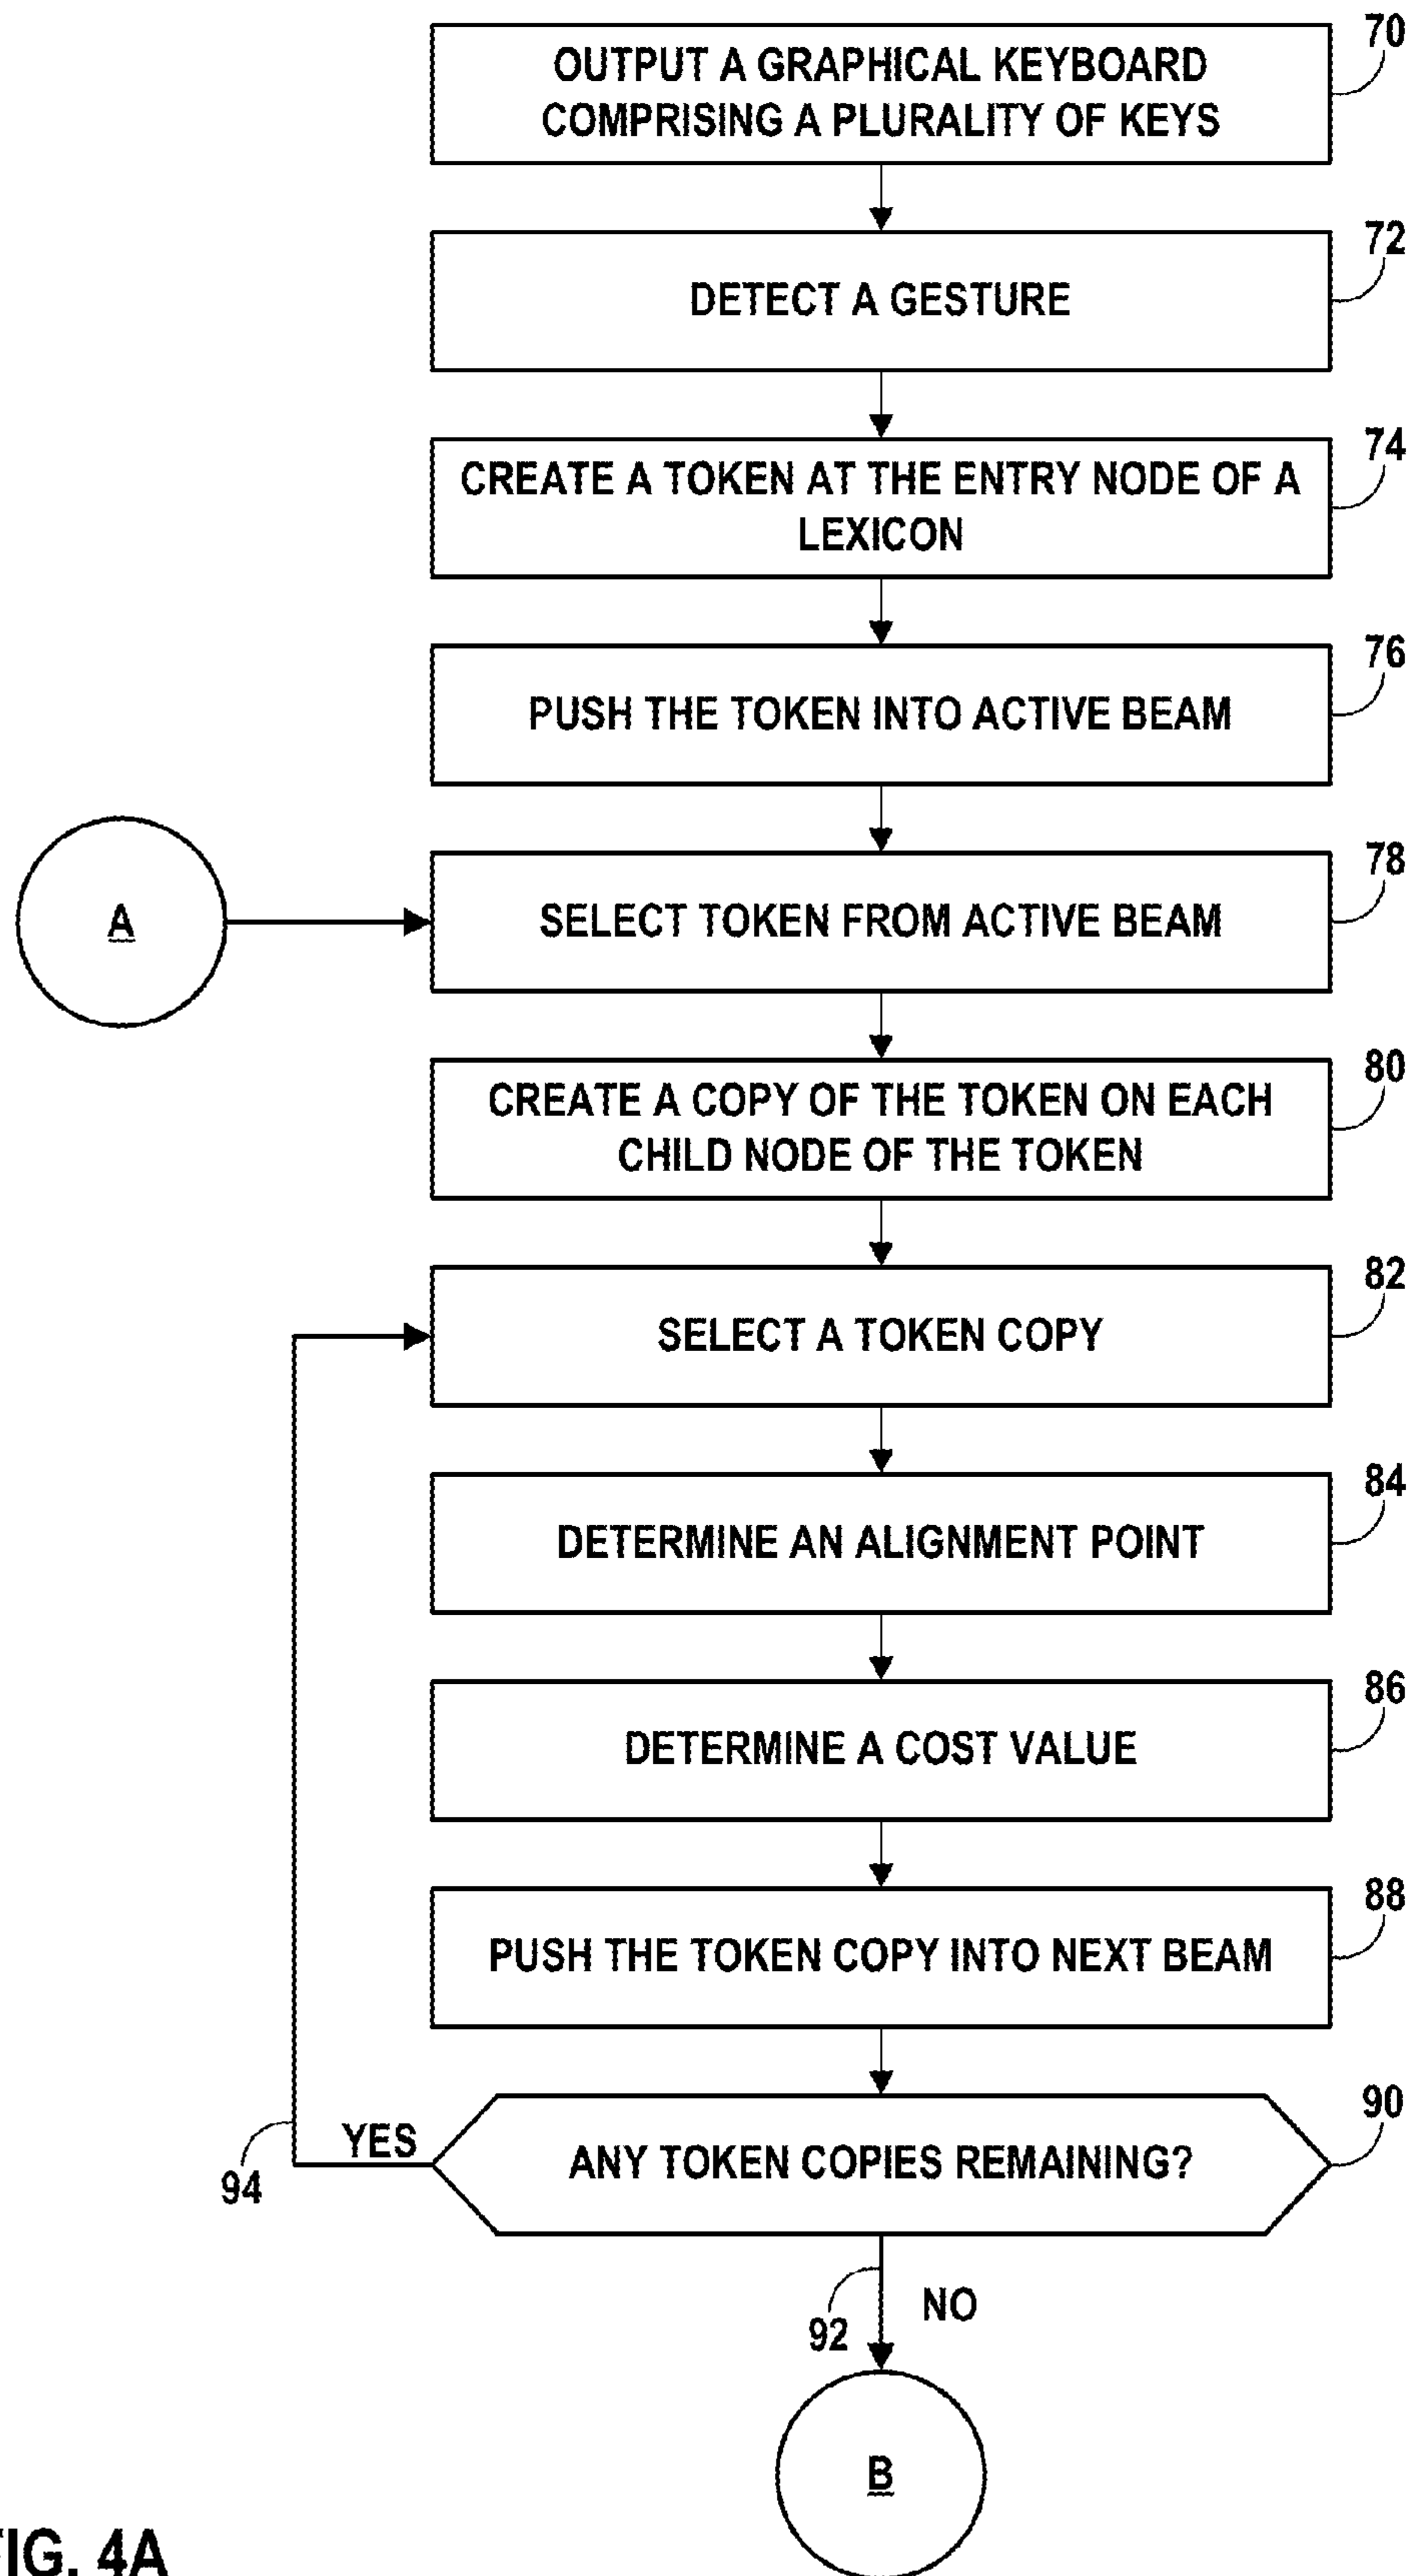 70
OUTPUT A GRAPHICAL KEYBOARD
COMPRISING A PLURALITY OF KEYS
72
DETECT A GESTURE
74
CREATE A TOKEN AT THE ENTRY NODE OF A
LEXICON
76
PUSH THE TOKEN INTO ACTIVE BEAM
78
A
SELECT TOKEN FROM ACTIVE BEAM
80
CREATE A COPY OF THE TOKEN ON EACH
CHILD NODE OF THE TOKEN
82
SELECT A TOKEN COPY
84
DETERMINE AN ALIGNMENT POINT
86
DETERMINE A COST VALUE
88
PUSH THE TOKEN COPY INTO NEXT BEAM
90
YES
ANY TOKEN COPIES REMAINING?
94
NO
92
B
FIG. 4A